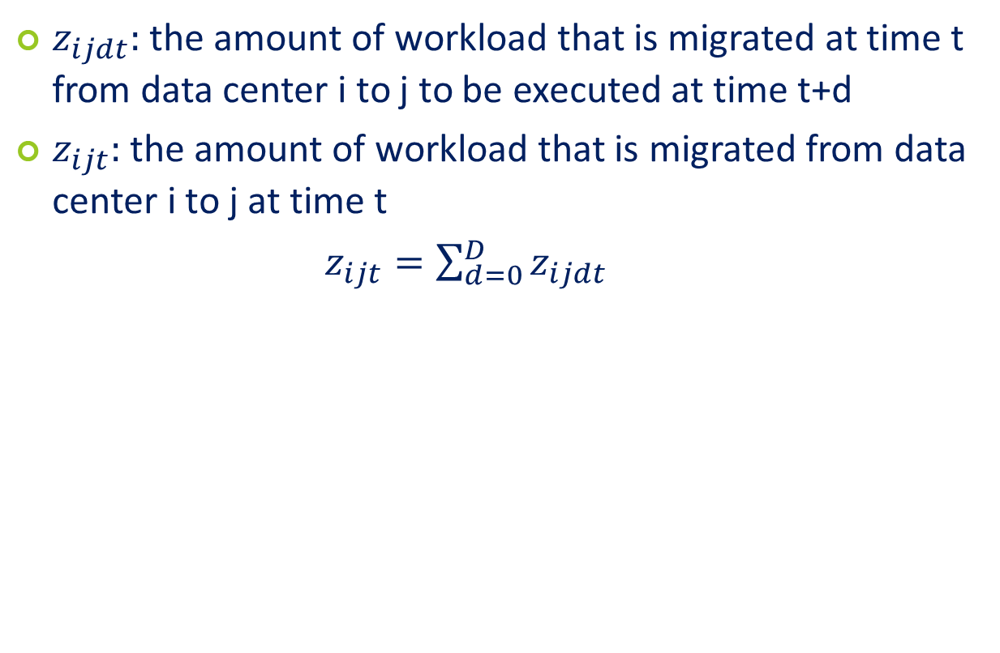 z_{ijdt}: the amount of workload that is migrated at time t
from data center i to j to be executed at time t+d
z_{ijt}: the amount of workload that is migrated from data
center i to j at time t
z_{ijt} = ∑_{d=0}^{D} z_{ijdt}